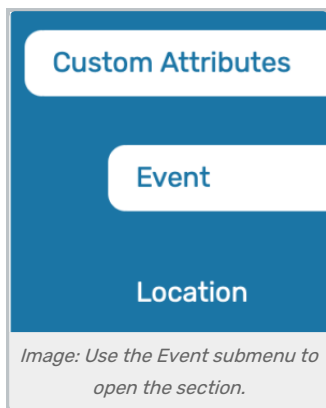 Custom Attributes
Event
Location
Image: Use the Event submenu to
open the section.